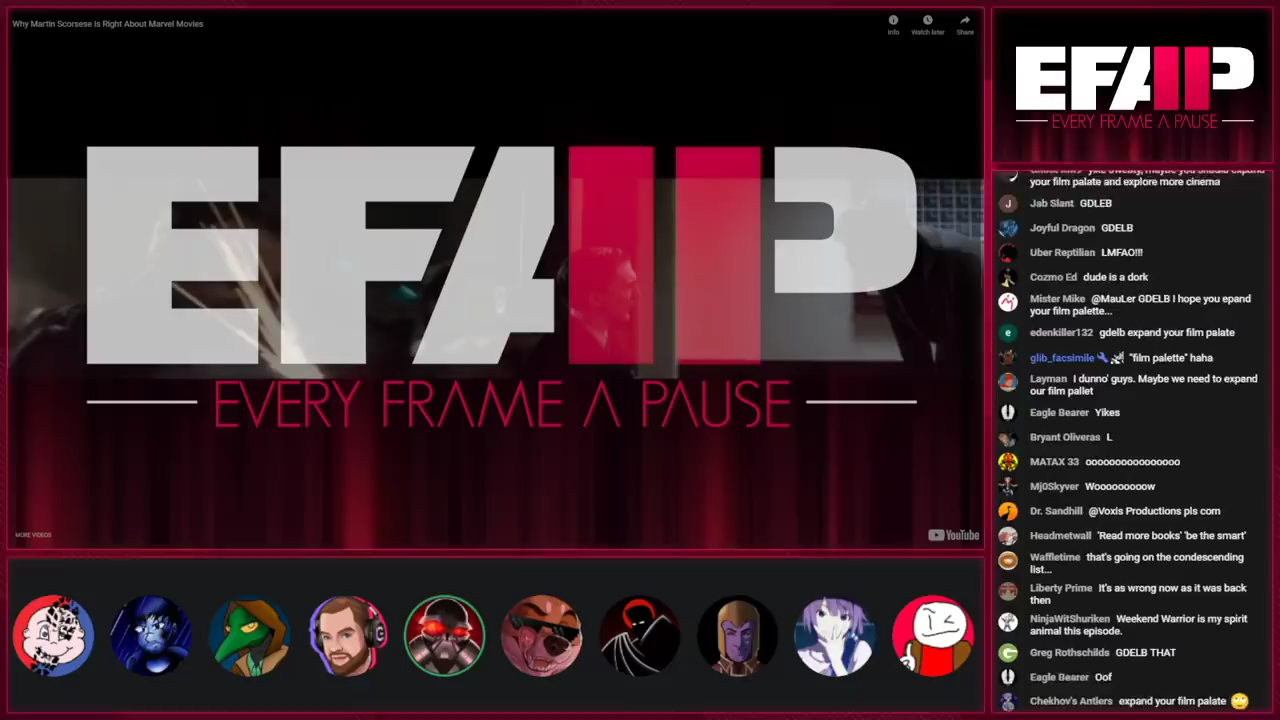 Why Martin Scorsese is Right About Marvel Movies
Info
Watch later
Share
EFAP
EVERY FRAME A PAUSE
MORE VIDEOS
YouTube
EFAP
EVERY FRAME A PAUSE
your film palate and explore more cinema
Jab Slant GDLEB
Joyful Dragon GDELB
Uber Reptilian LMFAO!!!
Cozmo Ed dude is a dork
Mister Mike @MauLer GDELB I hope you epand
your film palette...
edenkiller132 gdelb expand your film palate
glib_facsimile "film palette" haha
Layman I dunno' guys. Maybe we need to expand
our film pallet
Eagle Bearer Yikes
Bryant Oliveras L
MATAX 33 oooooooooooooooo
Mj0Skyver Wooooooooow
Dr. Sandhill @Voxis Productions pls com
Headmetwall 'Read more books' 'be the smart'
Waffletime that's going on the condescending
list...
Liberty Prime It's as wrong now as it was back
then
NinjaWitShuriken Weekend Warrior is my spirit
animal this episode.
Greg Rothschilds GDELB THAT
Eagle Bearer Oof
Chekhov's Antlers expand your film palate